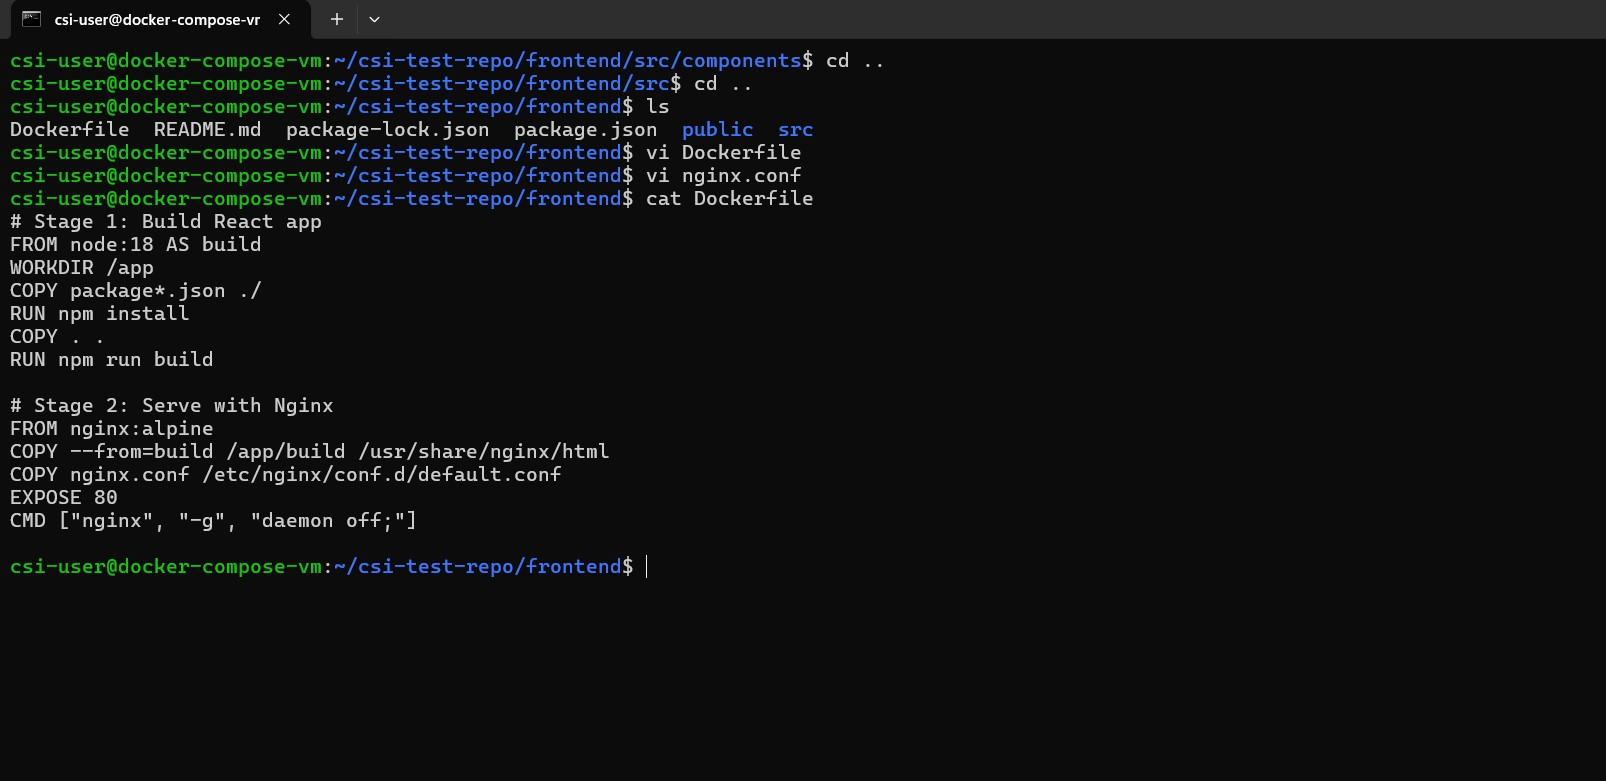 csi-user@docker-compose-vr
csi-user@docker-compose-vm:~/csi-test-repo/frontend/src/components$ cd ..
csi-user@docker-compose-vm:~/csi-test-repo/frontend/src$ cd ..
csi-user@docker-compose-vm:~/csi-test-repo/frontend$ ls
Dockerfile  README.md  package-lock.json  package.json  public  src
csi-user@docker-compose-vm:~/csi-test-repo/frontend$ vi Dockerfile
csi-user@docker-compose-vm:~/csi-test-repo/frontend$ vi nginx.conf
csi-user@docker-compose-vm:~/csi-test-repo/frontend$ cat Dockerfile
# Stage 1: Build React app
FROM node:18 AS build
WORKDIR /app
COPY package*.json ./
RUN npm install
COPY . .
RUN npm run build

# Stage 2: Serve with Nginx
FROM nginx:alpine
COPY --from=build /app/build /usr/share/nginx/html
COPY nginx.conf /etc/nginx/conf.d/default.conf
EXPOSE 80
CMD ["nginx", "-g", "daemon off;"]

csi-user@docker-compose-vm:~/csi-test-repo/frontend$